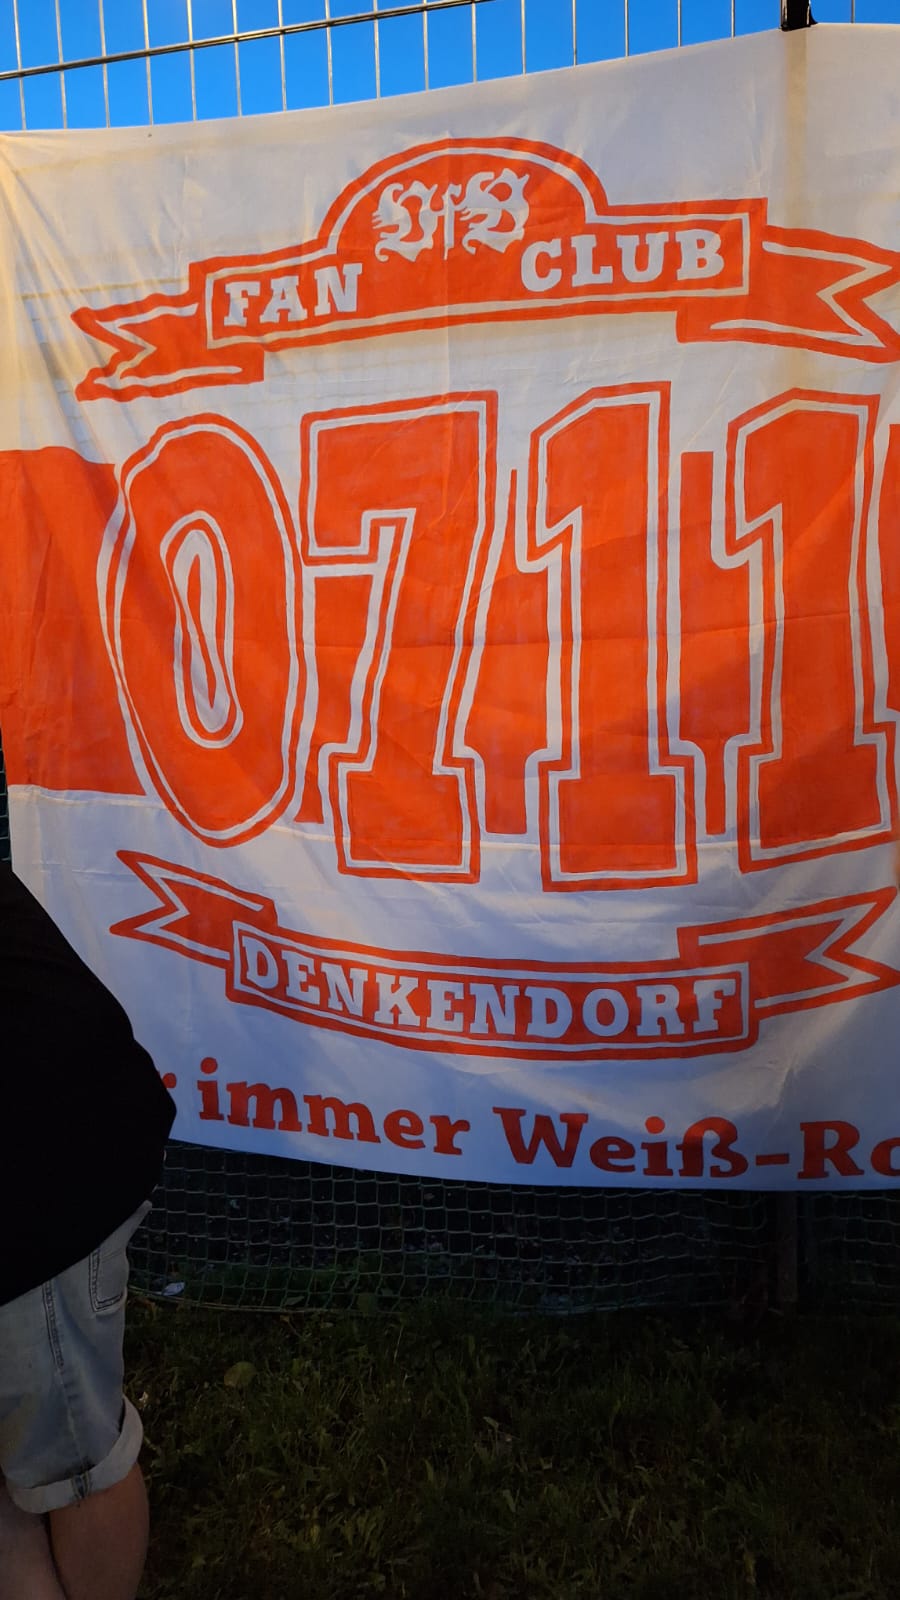 VfB
FAN CLUB
0711
DENKENDORF
immer Weiß-Ro